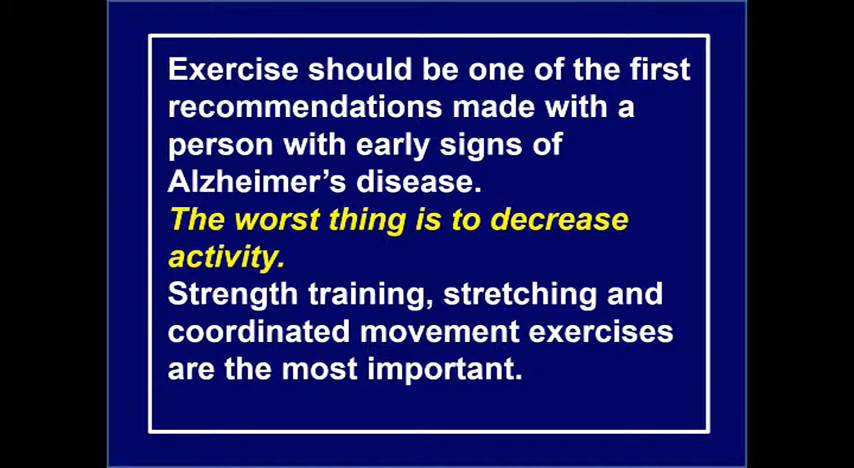 Exercise should be one of the first
recommendations made with a
person with early signs of
Alzheimer’s disease.
The worst thing is to decrease
activity.
Strength training, stretching and
coordinated movement exercises
are the most important.